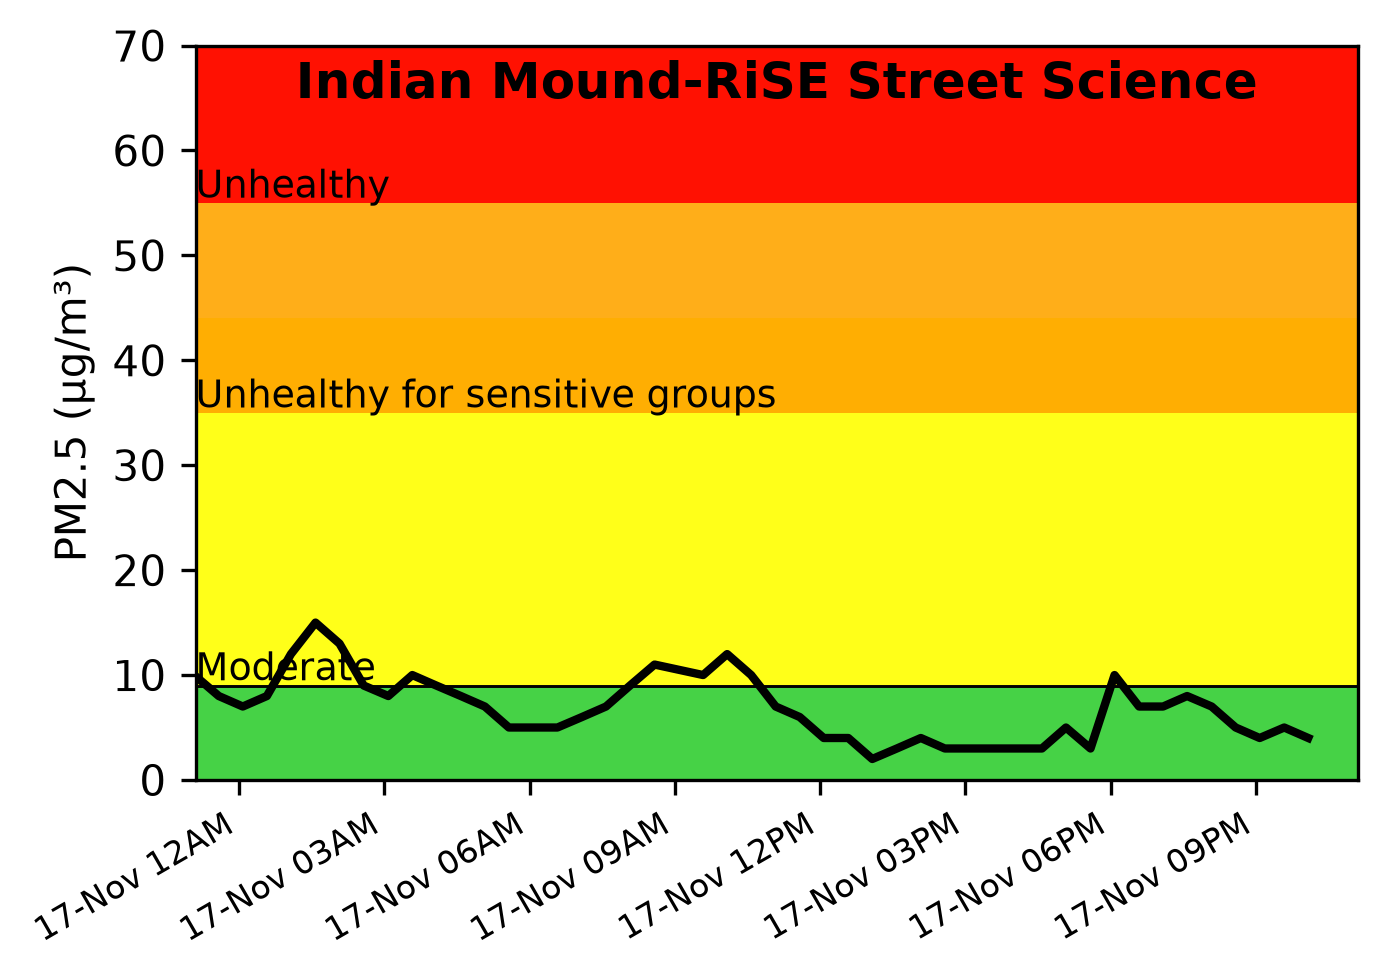 Indian Mound-RiSE Street Science
PM2.5 (µg/m³)
70
60
50
40
30
20
10
0
Unhealthy
Unhealthy for sensitive groups
Moderate
17-Nov 12AM
17-Nov 03AM
17-Nov 06AM
17-Nov 09AM
17-Nov 12PM
17-Nov 03PM
17-Nov 06PM
17-Nov 09PM